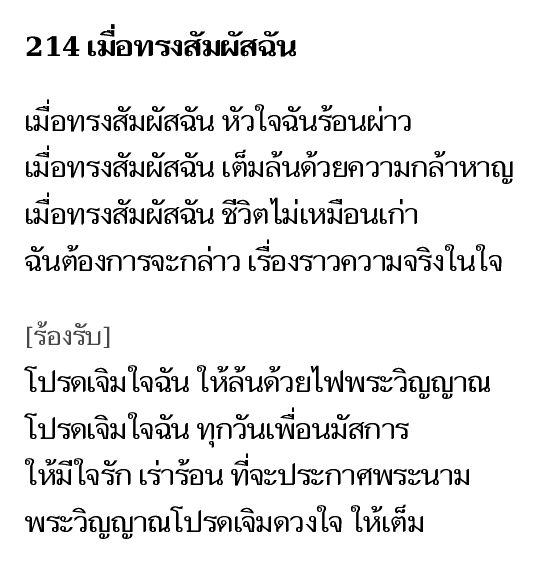 214 เมื่อทรงสัมผัสฉัน
เมื่อทรงสัมผัสฉัน หัวใจฉันร้อนผ่าว
เมื่อทรงสัมผัสฉัน เต็มล้นด้วยความกล้าหาญ
เมื่อทรงสัมผัสฉัน ชีวิตไม่เหมือนเก่า
ฉันต้องการจะกล่าว เรื่องราวความจริงในใจ
[ร้องรับ]
โปรดเจิมใจฉัน ให้ล้นด้วยไฟพระวิญญาณ
โปรดเจิมใจฉัน ทุกวันเพื่อนมัสการ
ให้มีใจรัก เร่าร้อน ที่จะประกาศพระนาม
พระวิญญาณโปรดเจิมดวงใจ ให้เต็ม